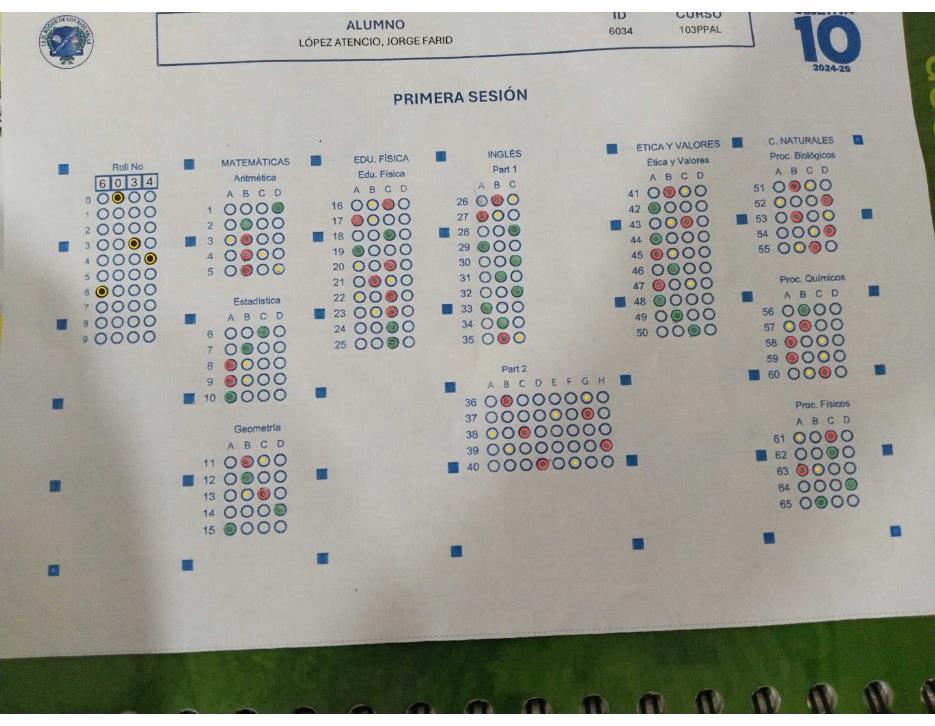 ALUMNO
LÓPEZ ATENCIO, JORGE FARID
ID
6034
CURSO
103PPAL
OBJETIVA
10
2024-25
PRIMERA SESIÓN
Roll No
6 0 3 4
0
1
2
3
4
5
6
7
8
9
MATEMÁTICAS
Aritmética
A B C D
1
2
3
4
5
Estadística
A B C D
6
7
8
9
10
Geometría
A B C D
11
12
13
14
15
EDU. FÍSICA
Edu. Física
A B C D
16
17
18
19
20
21
22
23
24
25
INGLÉS
Part 1
A B C
26
27
28
29
30
31
32
33
34
35
Part 2
A B C D E F G H
36
37
38
39
40
ÉTICA Y VALORES
Ética y Valores
A B C D
41
42
43
44
45
46
47
48
49
50
C. NATURALES
Proc. Biológicos
A B C D
51
52
53
54
55
Proc. Químicos
A B C D
56
57
58
59
60
Proc. Físicos
A B C D
61
62
63
64
65